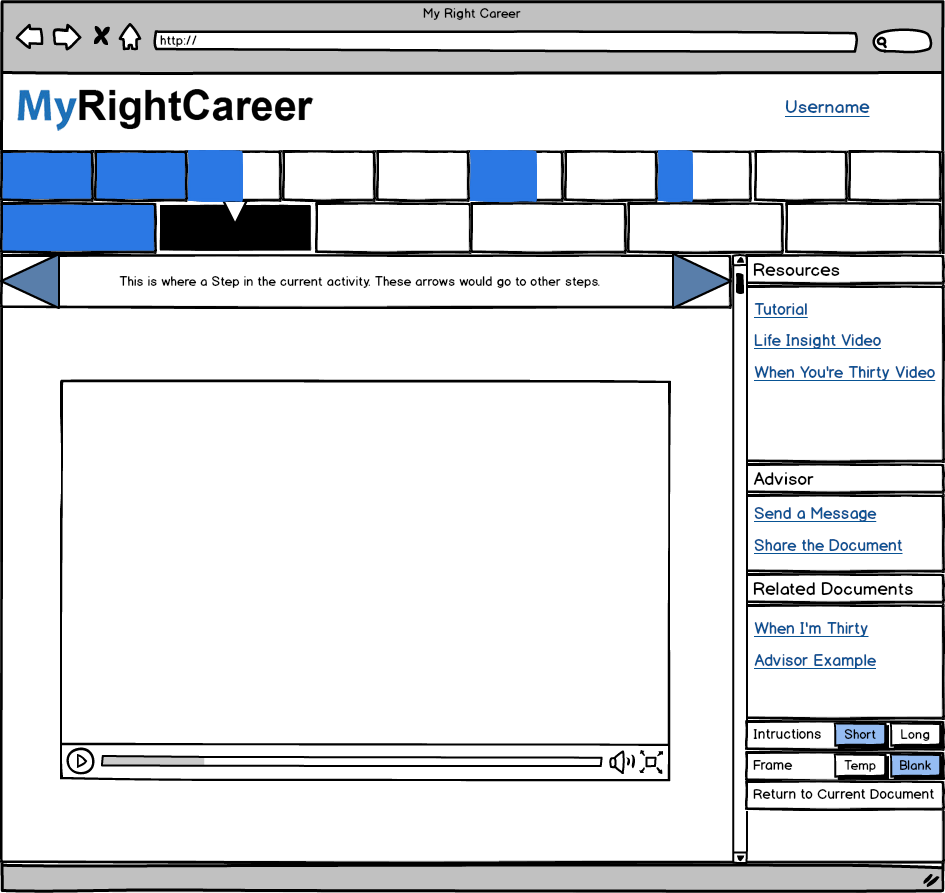 My Right Career
http://
MyRightCareer
Username
This is where a Step in the current activity. These arrows would go to other steps.
Resources
Tutorial
Life Insight Video
When You're Thirty Video
Advisor
Send a Message
Share the Document
Related Documents
When I'm Thirty
Advisor Example
Intructions Short Long
Frame Temp Blank
Return to Current Document